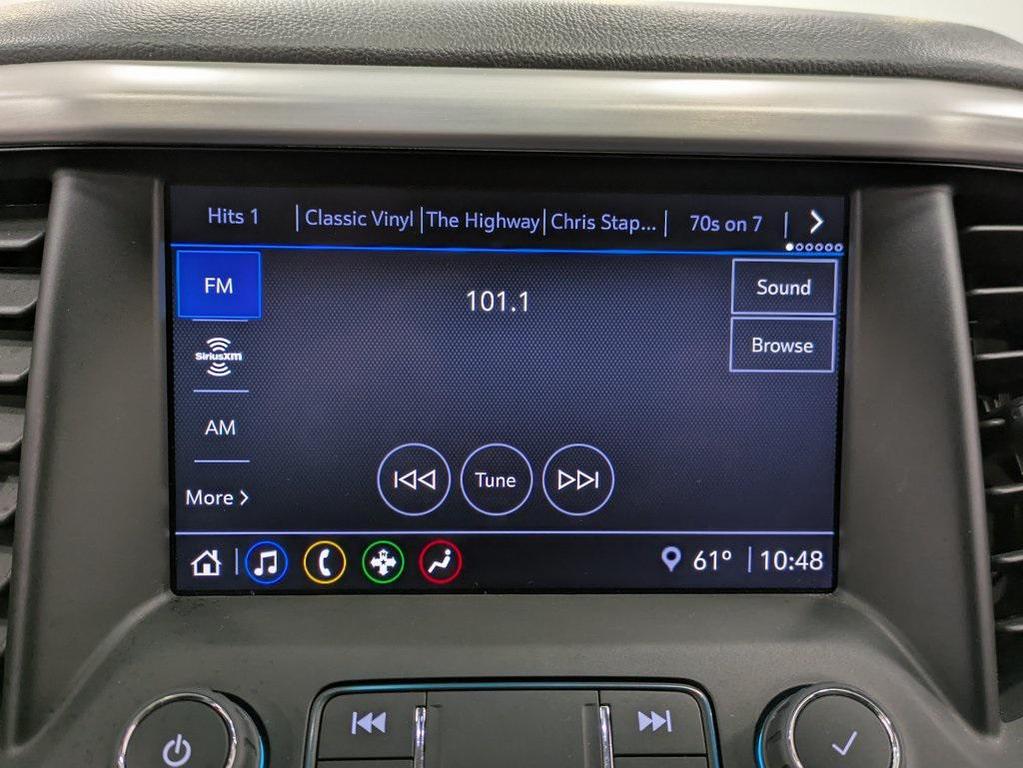 Hits 1 Classic Vinyl The Highway Chris Stap... 70s on 7
FM
101.1
Sound
SiriusXM
Browse
AM
Tune
More
61° 10:48